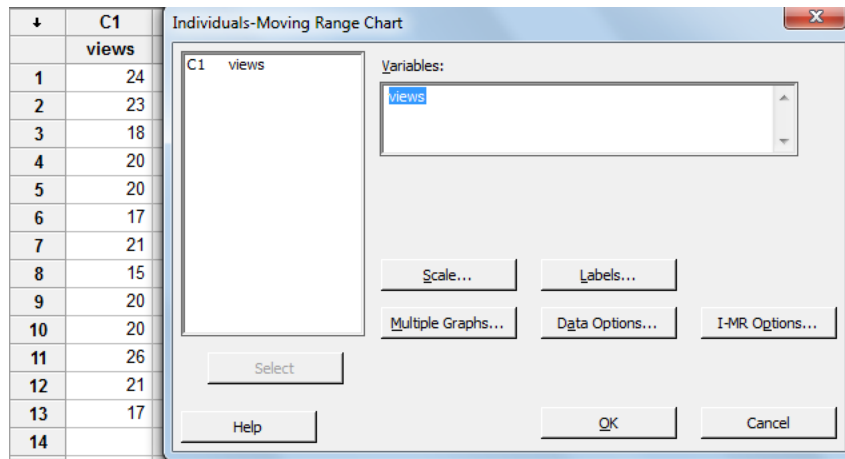 ↓ C1
views
1 24
2 23
3 18
4 20
5 20
6 17
7 21
8 15
9 20
10 20
11 26
12 21
13 17
14
Individuals-Moving Range Chart
C1 views
Variables:
views
Scale... Labels...
Multiple Graphs... Data Options... I-MR Options...
Select
Help OK Cancel